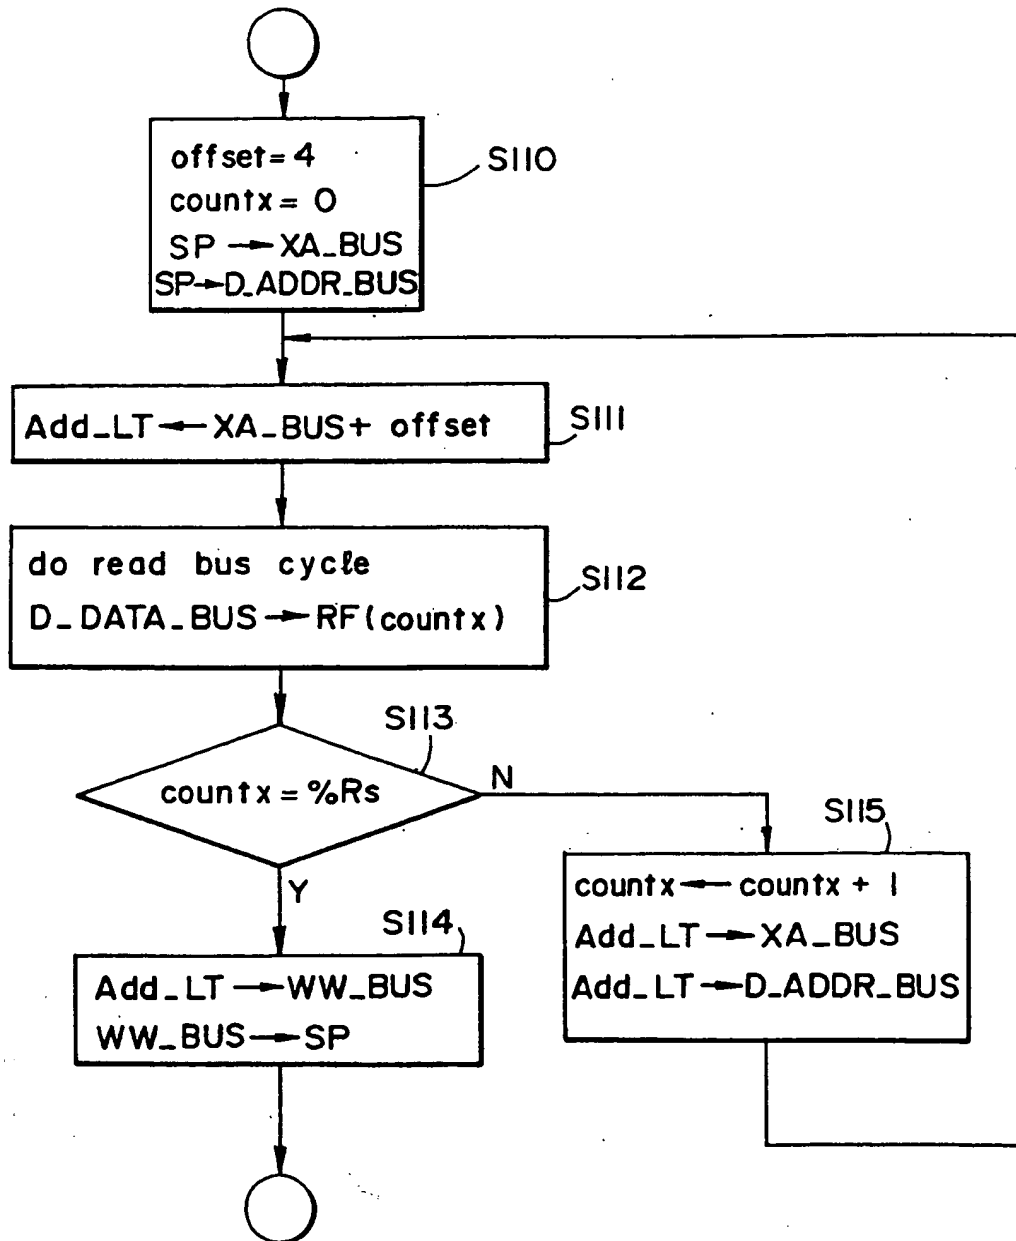 offset = 4
countx = 0
SP → XA_BUS
SP → D_ADDR_BUS
S110
Add_LT ← XA_BUS + offset
S111
do read bus cycle
D_DATA_BUS → RF(countx)
S112
S113
countx = %Rs
N
Y
S115
countx ← countx + 1
Add_LT → XA_BUS
Add_LT → D_ADDR_BUS
S114
Add_LT → WW_BUS
WW_BUS → SP